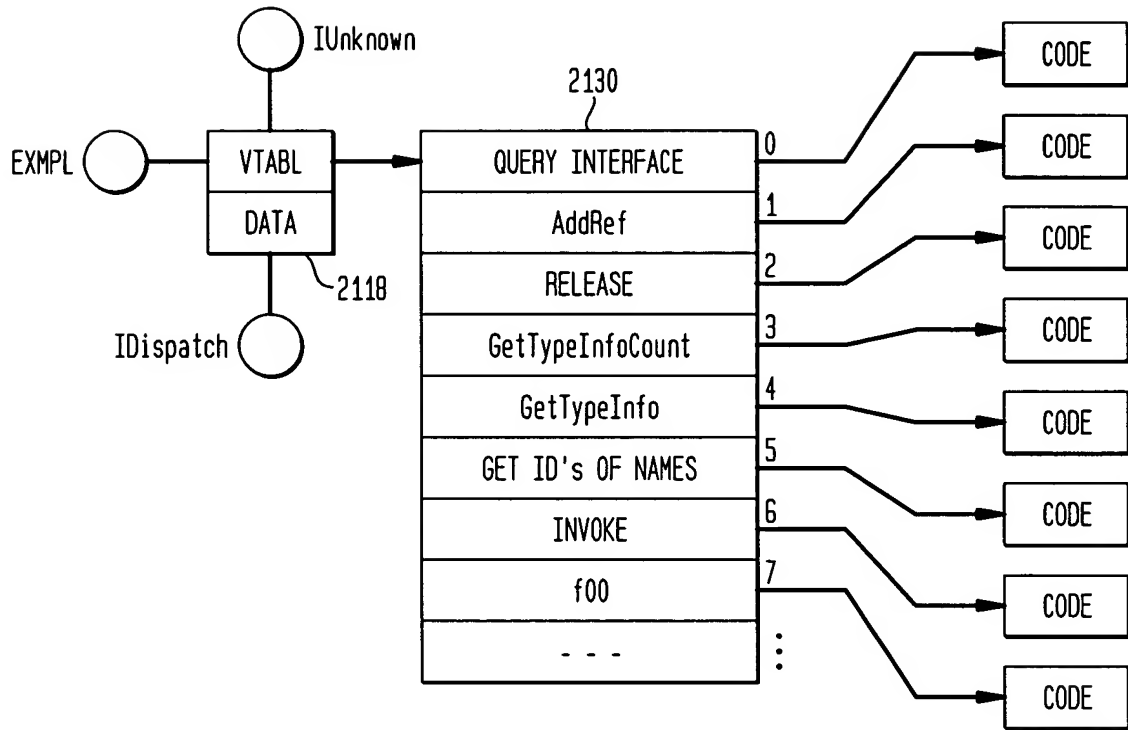 IUnknown
EXMPL
VTABL
DATA
2118
IDispatch
2130
QUERY INTERFACE
AddRef
RELEASE
GetTypeInfoCount
GetTypeInfo
GET ID's OF NAMES
INVOKE
f00
- - -
0
1
2
3
4
5
6
7
CODE
CODE
CODE
CODE
CODE
CODE
CODE
CODE